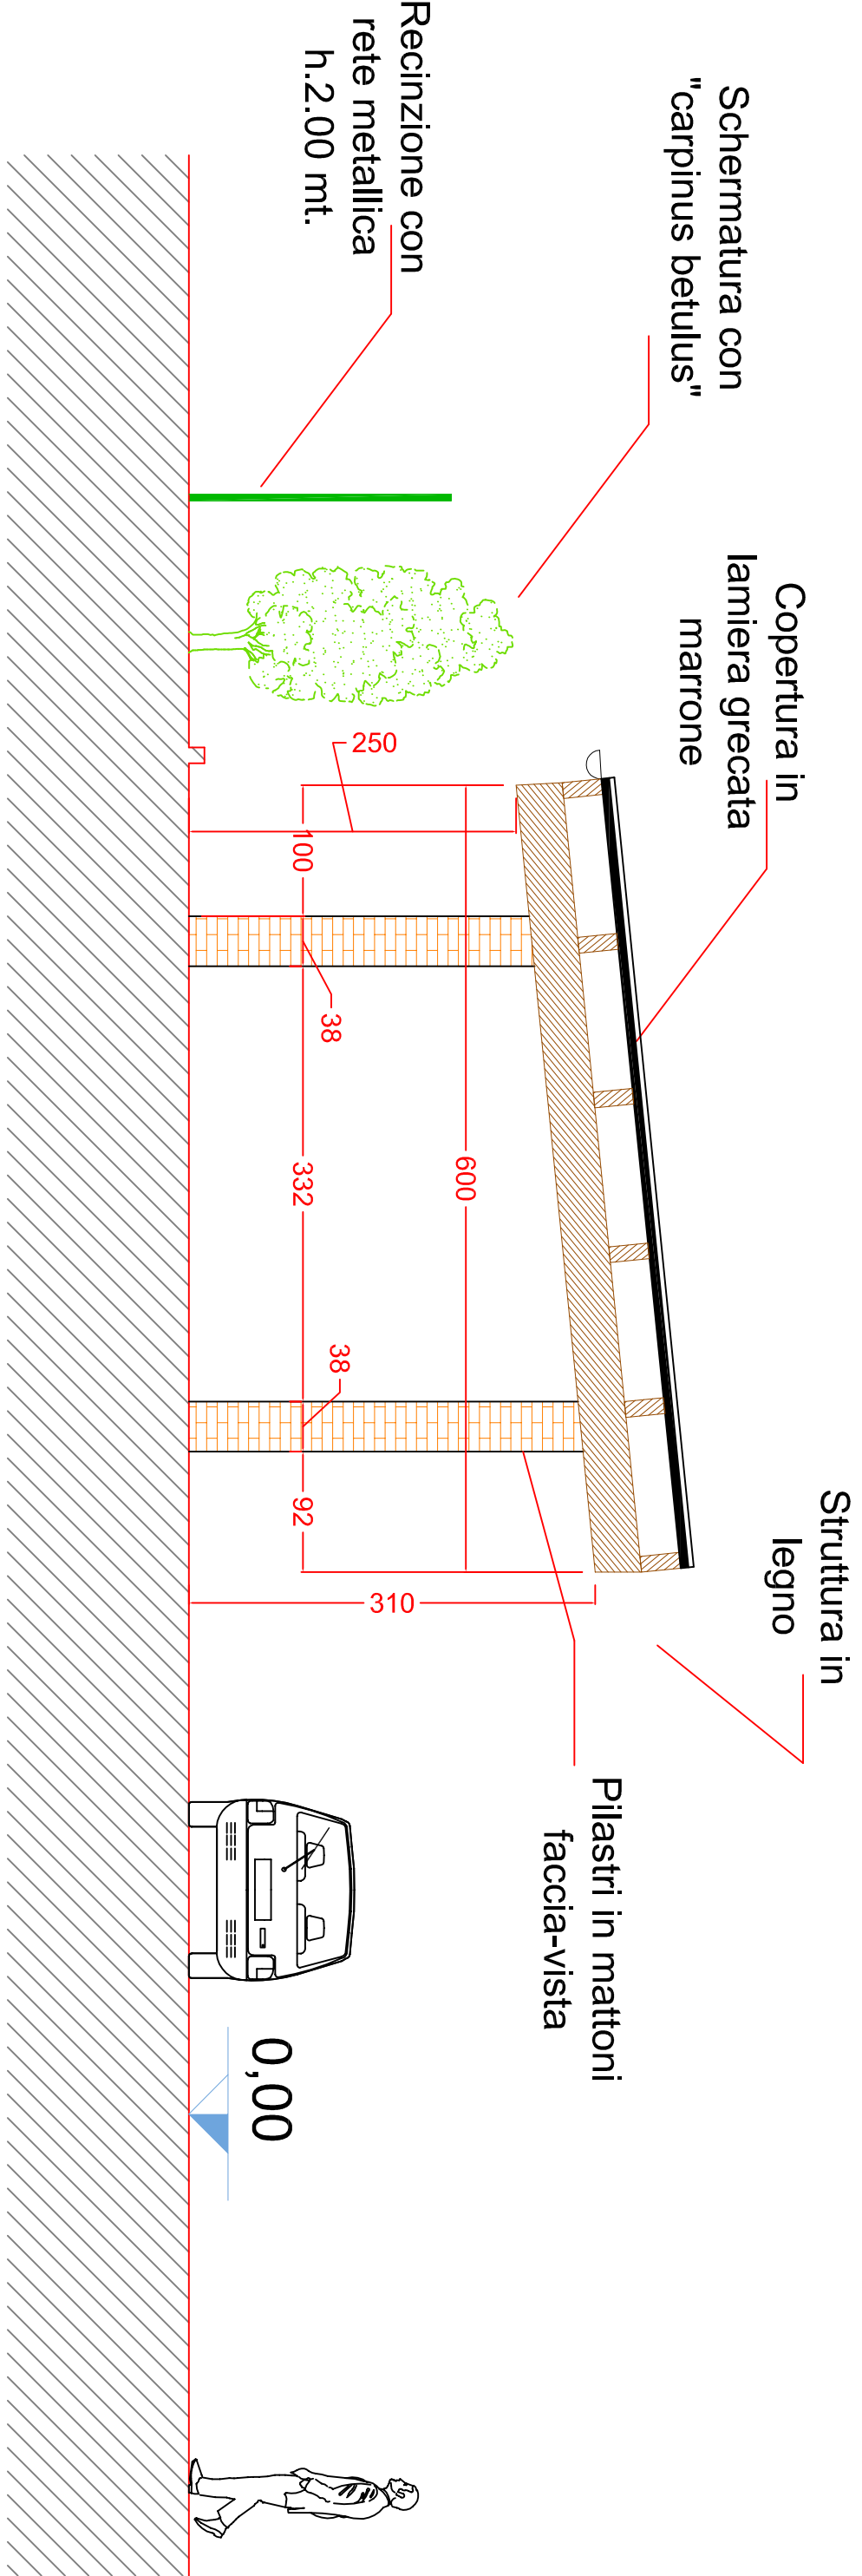 Recinzione con
rete metallica
h.2.00 mt.
Schermatura con
"carpinus betulus"
Copertura in
lamiera grecata
marrone
Struttura in
legno
Pilastri in mattoni
faccia-vista
250
100
38
332
600
38
92
310
0,00